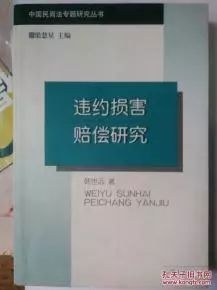 中国民商法专题研究丛书
梁慧星 主编
违约损害
赔偿研究
韩世远 著
WEIYU SUNHAI
PEICHANG YANJIU